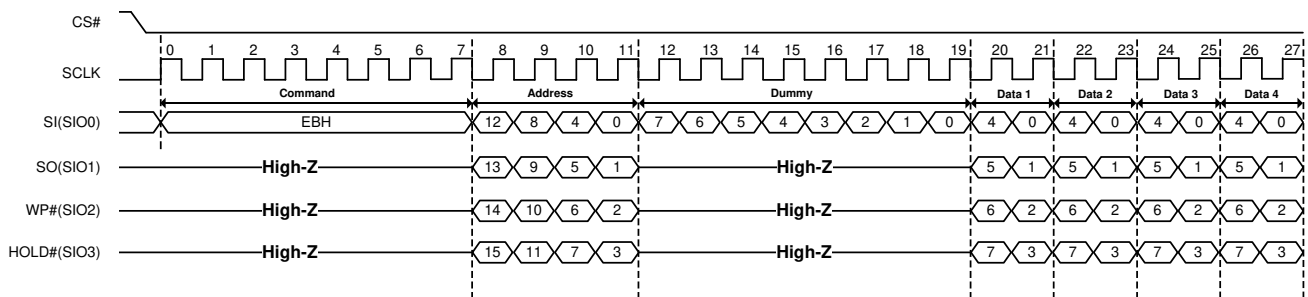 CS#
0 1 2 3 4 5 6 7 8 9 10 11 12 13 14 15 16 17 18 19 20 21 22 23 24 25 26 27
SCLK
Command Address Dummy Data 1 Data 2 Data 3 Data 4
SI(SIO0) EBH 12 8 4 0 7 6 5 4 3 2 1 0 4 0 4 0 4 0 4 0
SO(SIO1) High-Z 13 9 5 1 High-Z 5 1 5 1 5 1 5 1
WP#(SIO2) High-Z 14 10 6 2 High-Z 6 2 6 2 6 2 6 2
HOLD#(SIO3) High-Z 15 11 7 3 High-Z 7 3 7 3 7 3 7 3